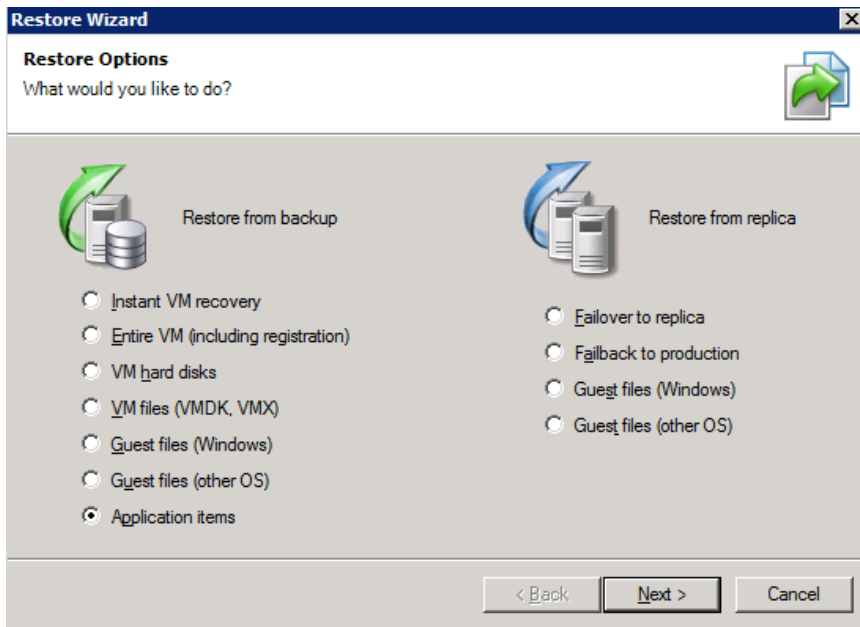 Restore Wizard
Restore Options
What would you like to do?
Restore from backup
Instant VM recovery
Entire VM (including registration)
VM hard disks
VM files (VMDK, VMX)
Guest files (Windows)
Guest files (other OS)
Application items
Restore from replica
Failover to replica
Failback to production
Guest files (Windows)
Guest files (other OS)
< Back
Next >
Cancel